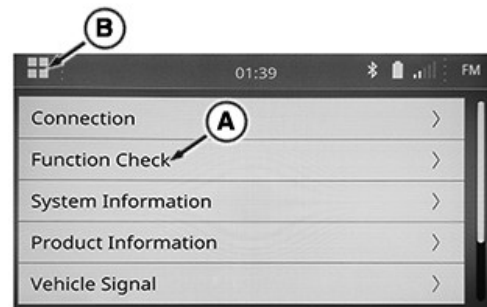 B
01:39 FM
Connection
A
Function Check
System Information
Product Information
Vehicle Signal